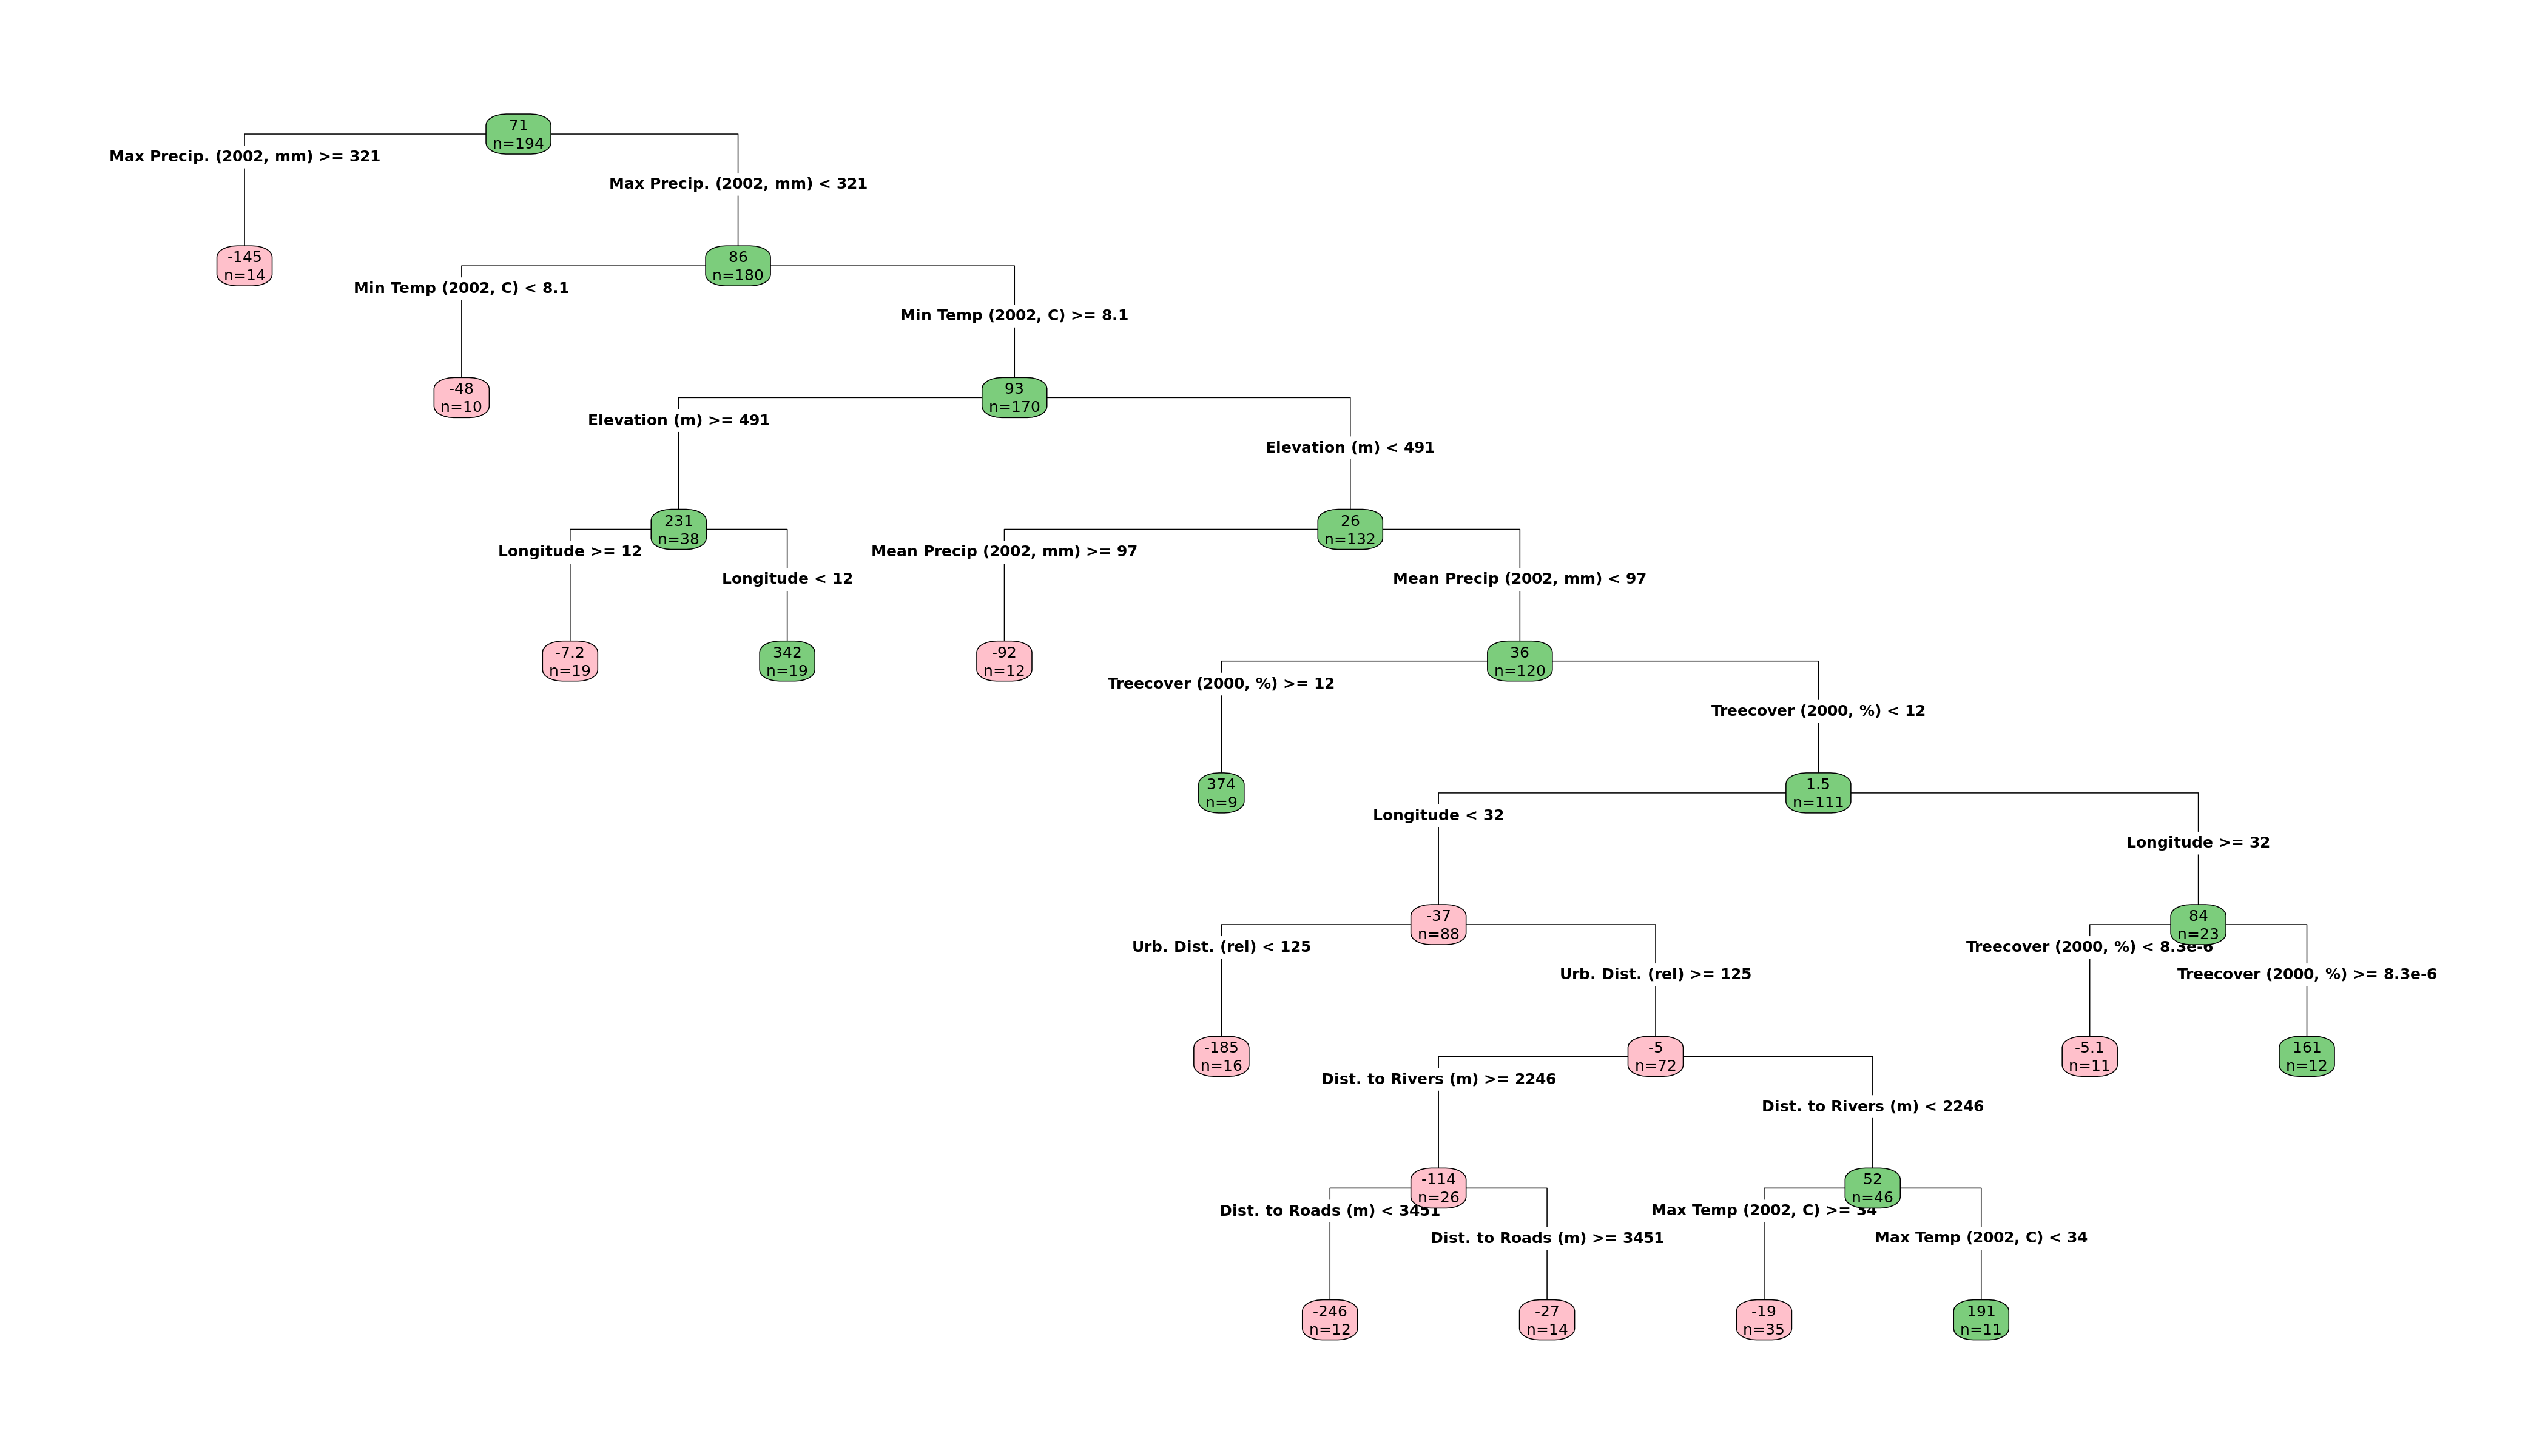 71
n=194
Max Precip. (2002, mm) >= 321
Max Precip. (2002, mm) < 321
-145
n=14
86
n=180
Min Temp (2002, C) < 8.1
Min Temp (2002, C) >= 8.1
-48
n=10
93
n=170
Elevation (m) >= 491
Elevation (m) < 491
231
n=38
26
n=132
Longitude >= 12
Longitude < 12
Mean Precip (2002, mm) >= 97
Mean Precip (2002, mm) < 97
-7.2
n=19
342
n=19
-92
n=12
36
n=120
Treecover (2000, %) >= 12
Treecover (2000, %) < 12
374
n=9
1.5
n=111
Longitude < 32
Longitude >= 32
-37
n=88
84
n=23
Urb. Dist. (rel) < 125
Urb. Dist. (rel) >= 125
Treecover (2000, %) < 8.3e-6
Treecover (2000, %) >= 8.3e-6
-185
n=16
-5
n=72
-5.1
n=11
161
n=12
Dist. to Rivers (m) >= 2246
Dist. to Rivers (m) < 2246
-114
n=26
52
n=46
Dist. to Roads (m) < 3451
Dist. to Roads (m) >= 3451
Max Temp (2002, C) >= 34
Max Temp (2002, C) < 34
-246
n=12
-27
n=14
-19
n=35
191
n=11